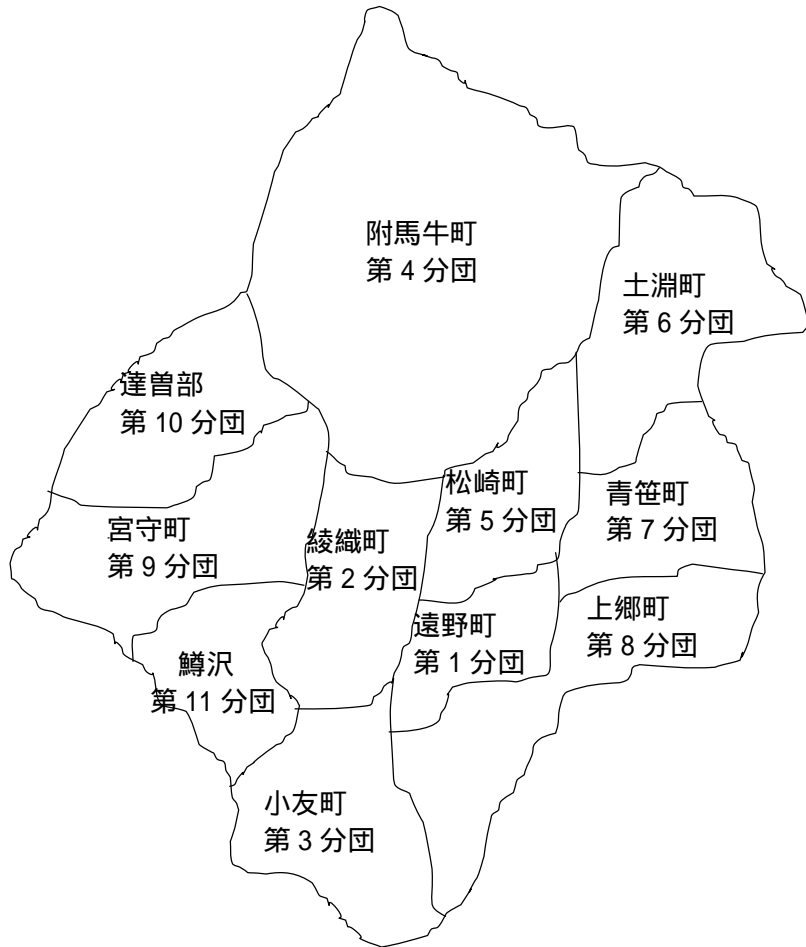 附馬牛町
第 4 分団
土淵町
第 6 分団
達曽部
第 10 分団
松崎町
第 5 分団
青笹町
第 7 分団
宮守町
第 9 分団
綾織町
第 2 分団
遠野町
第 1 分団
上郷町
第 8 分団
鱒沢
第 11 分団
小友町
第 3 分団